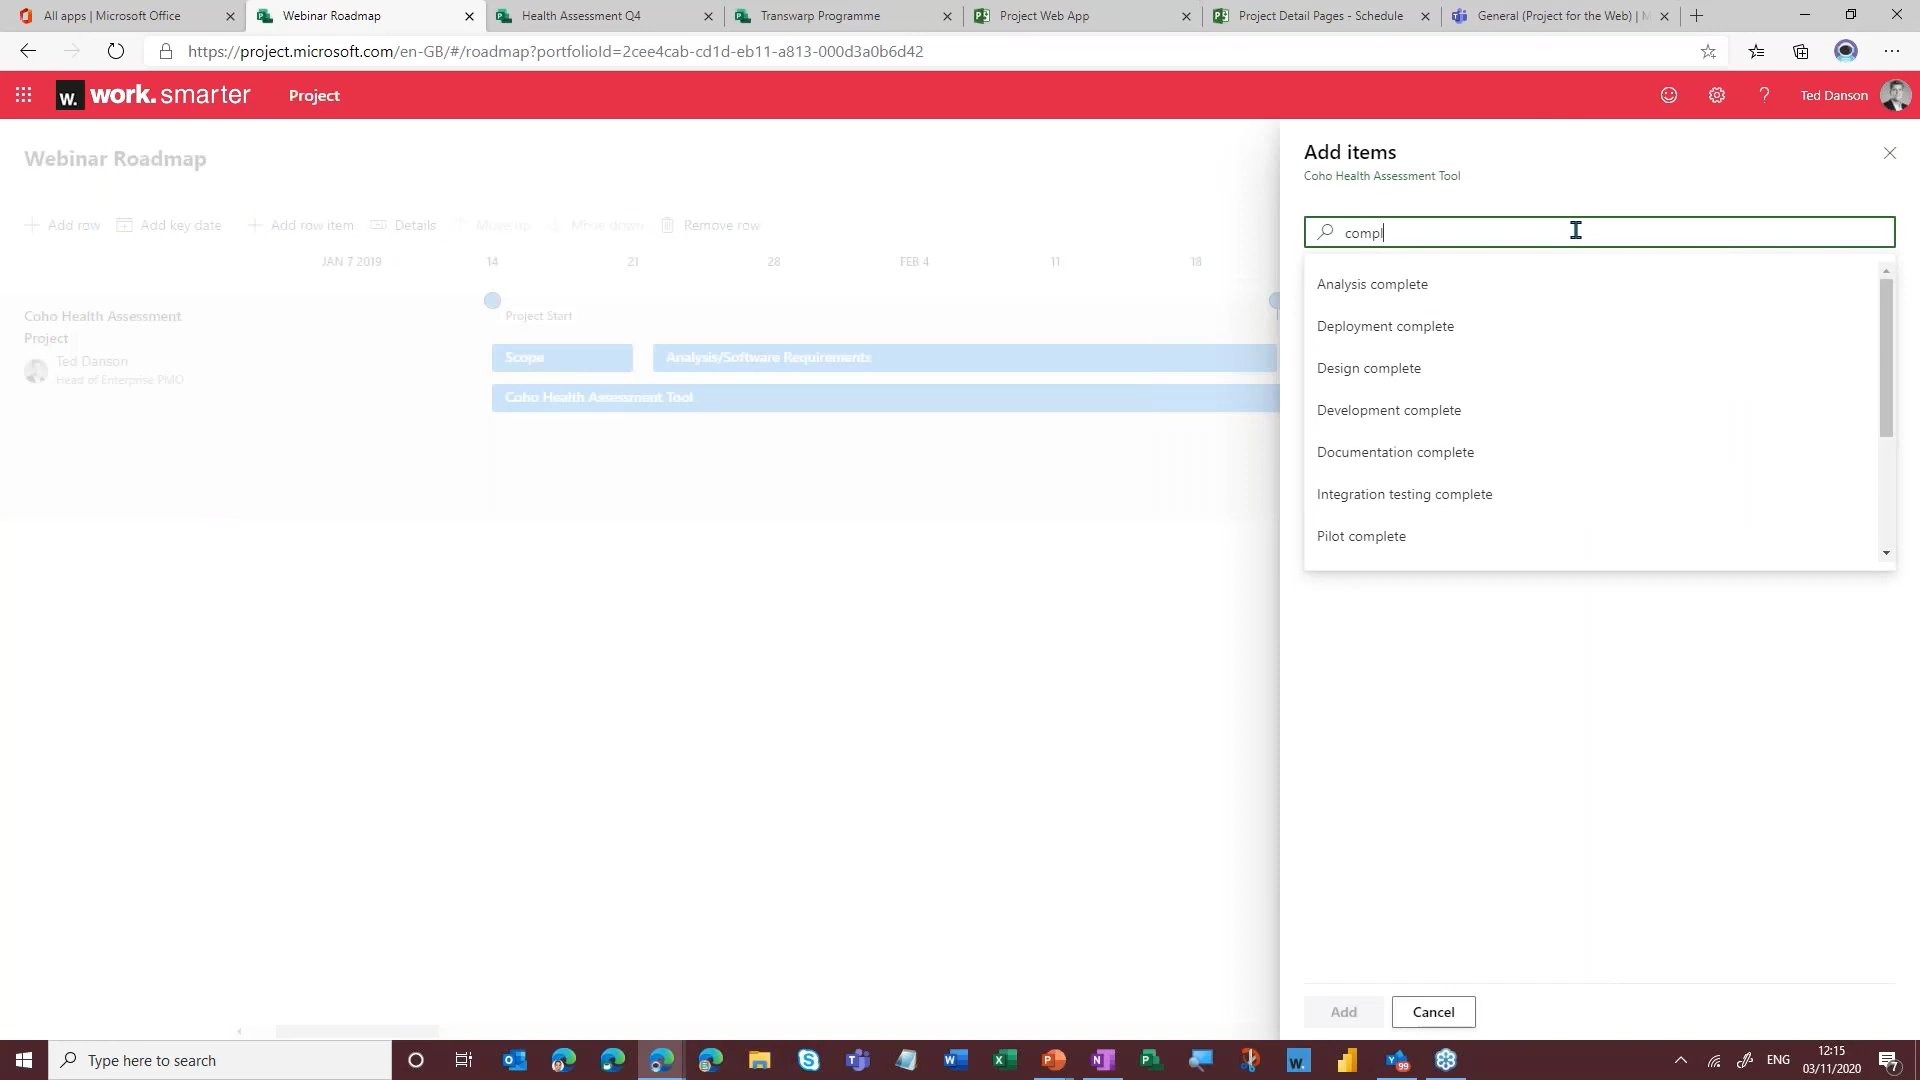 All apps | Microsoft Office
Webinar Roadmap
Health Assessment Q4
Transwarp Programme
Project Web App
Project Detail Pages - Schedule
General (Project for the Web) | M
https://project.microsoft.com/en-GB/#/roadmap?portfolioId=2cee4cab-cd1d-eb11-a813-000d3a0b6d42
w. work.smarter
Project
Ted Danson
Webinar Roadmap
Add row
Add key date
Add row item
Details
Move up
Move down
Remove row
JAN 7 2019
14
21
28
FEB 4
11
18
Project Start
Coho Health Assessment
Project
Ted Danson
Head of Enterprise PMO
Scope
Analysis/Software Requirements
Coho Health Assessment Tool
Add items
Coho Health Assessment Tool
compl
Analysis complete
Deployment complete
Design complete
Development complete
Documentation complete
Integration testing complete
Pilot complete
Add
Cancel
Type here to search
99
ENG
12:15
03/11/2020
7